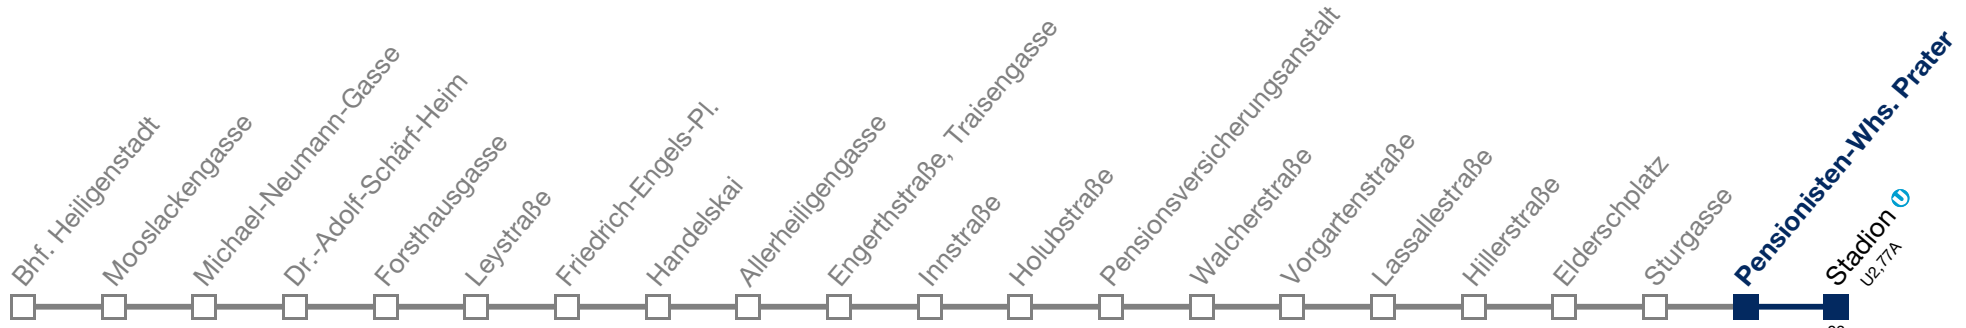 Bhf. Heiligenstadt
Mooslackengasse
Michael-Neumann-Gasse
Dr.-Adolf-Schärf-Heim
Forsthausgasse
Leystraße
Friedrich-Engels-Pl.
Handelskai
Allerheiligengasse
Engerthstraße, Traisengasse
Innstraße
Holubstraße
Pensionsversicherungsanstalt
Walcherstraße
Vorgartenstraße
Lassallestraße
Hillerstraße
Elderschplatz
Sturgasse
Pensionisten-Whs. Prater
Stadion U
U2,77A